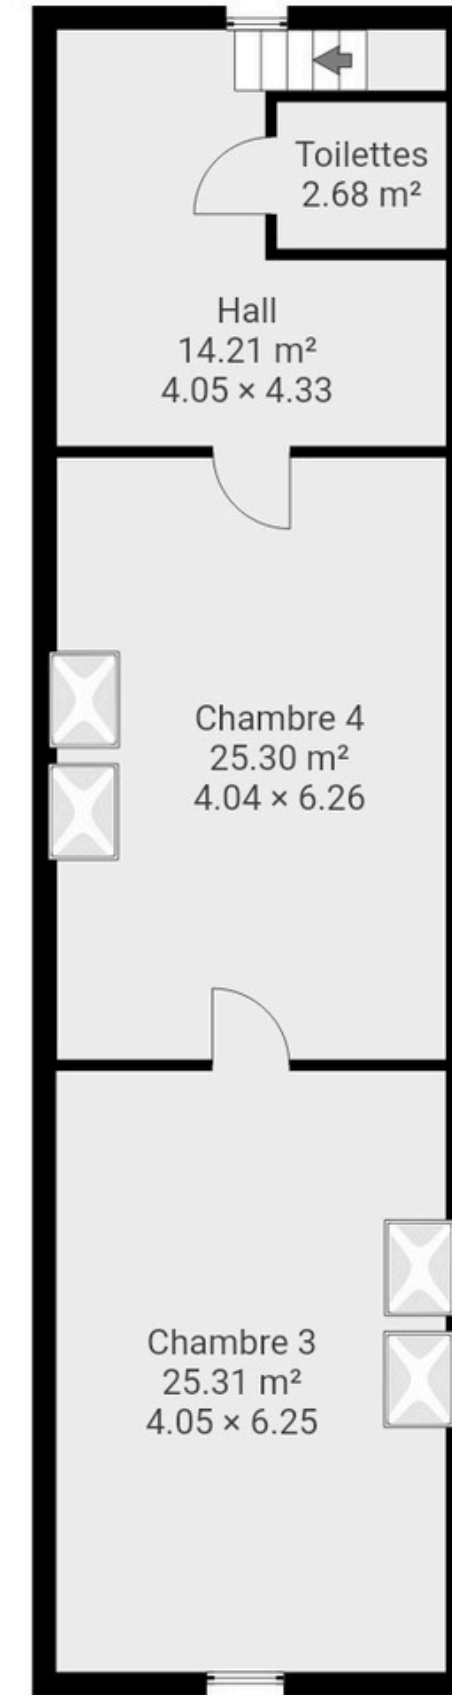 Toilettes
2.68 m²
Hall
14.21 m²
4.05 × 4.33
Chambre 4
25.30 m²
4.04 × 6.26
Chambre 3
25.31 m²
4.05 × 6.25